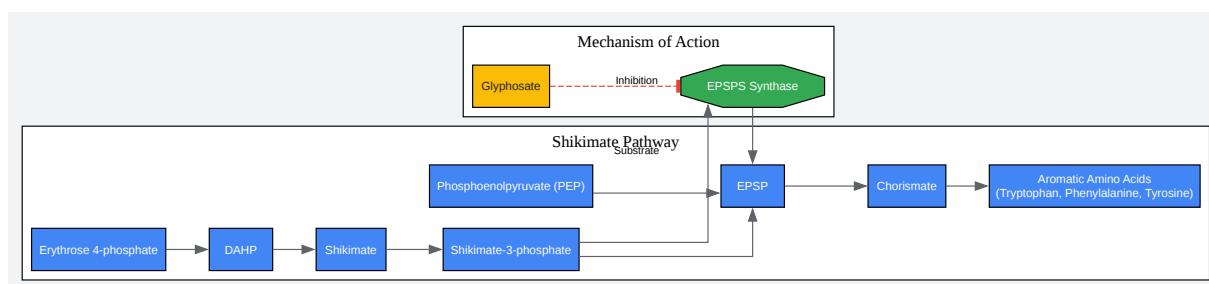 Mechanism of Action
Glyphosate
Inhibition
EPSPS Synthase
Shikimate Pathway
Substrate
Phosphoenolpyruvate (PEP)
EPSP
Chorismate
Aromatic Amino Acids
(Tryptophan, Phenylalanine, Tyrosine)
Erythrose 4-phosphate
DAHP
Shikimate
Shikimate-3-phosphate